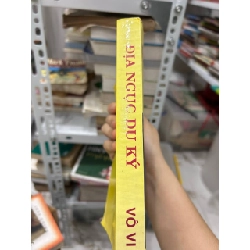 ĐỊA NGỤC DU KÝ
VÔ VI